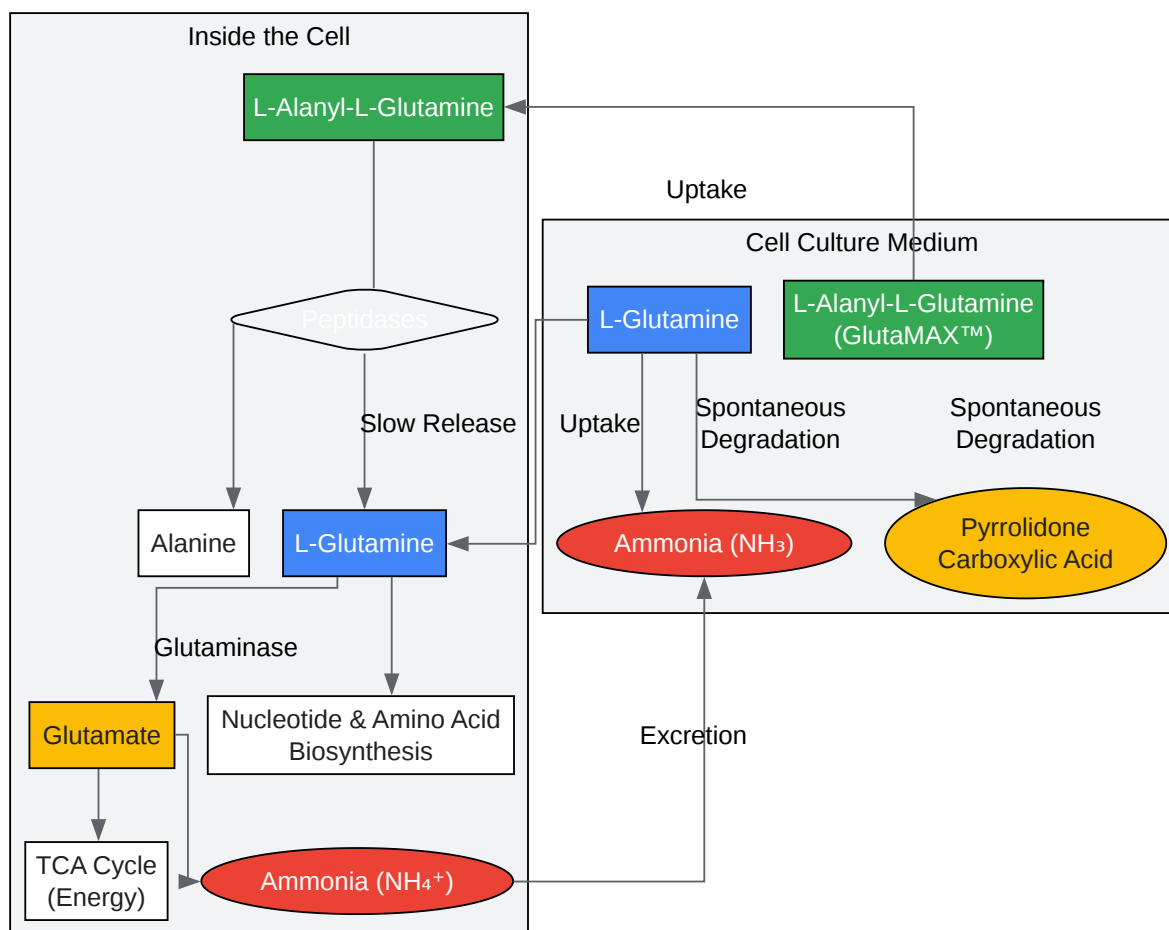 Inside the Cell
L-Alanyl-L-Glutamine
Uptake
Cell Culture Medium
L-Glutamine
L-Alanyl-L-Glutamine
(GlutaMAX™)
Peptidases
Slow Release
Uptake
Spontaneous
Degradation
Spontaneous
Degradation
Alanine
L-Glutamine
Ammonia (NH₃)
Pyrrolidone
Carboxylic Acid
Glutaminase
Glutamate
Nucleotide & Amino Acid
Biosynthesis
Excretion
TCA Cycle
(Energy)
Ammonia (NH₄⁺)